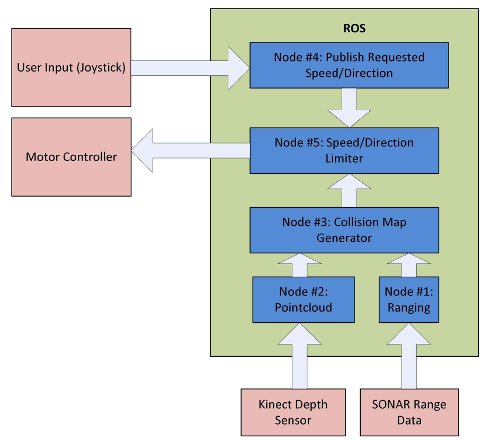 ROS
User Input (Joystick)
Node #4: Publish Requested
Speed/Direction
Motor Controller
Node #5: Speed/Direction
Limiter
Node #3: Collision Map
Generator
Node #2:
Pointcloud
Node #1:
Ranging
Kinect Depth
Sensor
SONAR Range
Data